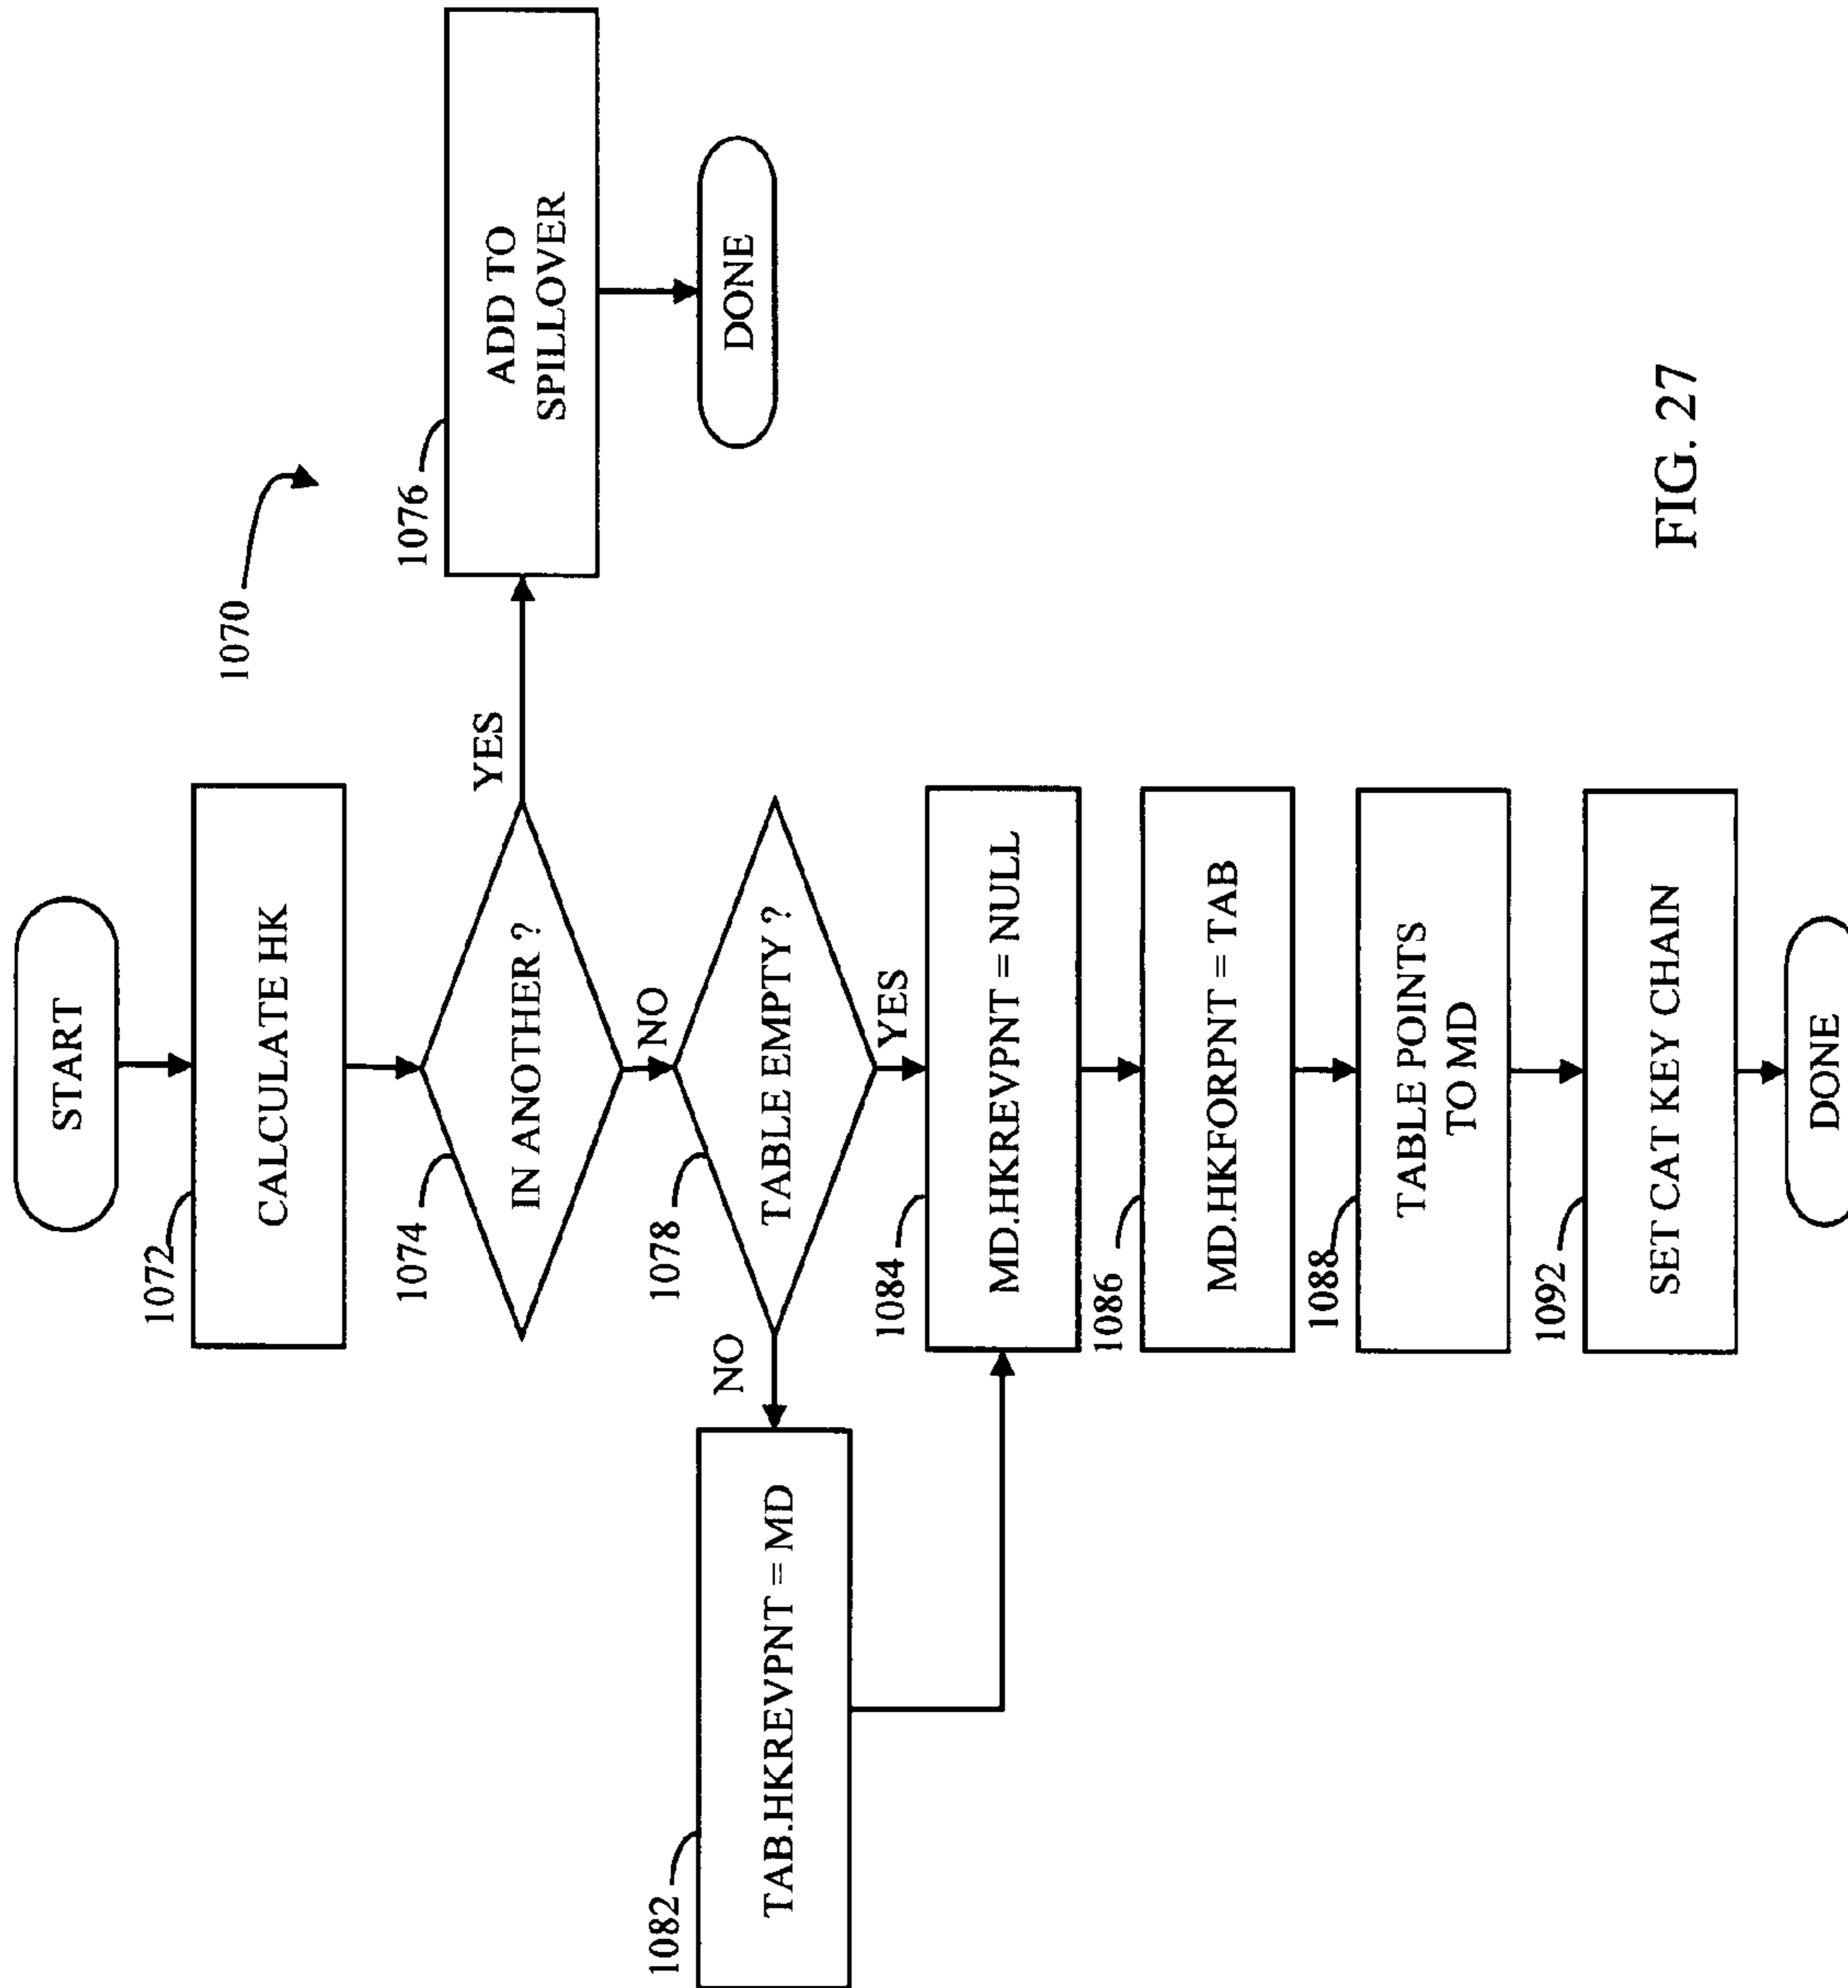 1070
START
1072
CALCULATE HK
1074
IN ANOTHER ?
YES
1076
ADD TO
SPILLOVER
DONE
NO
1078
TABLE EMPTY ?
NO
1082
TAB.HKREVPNT = MD
YES
1084
MD.HKREVPNT = NULL
1086
MD.HKFORPNT = TAB
1088
TABLE POINTS
TO MD
1092
SET CAT KEY CHAIN
DONE
FIG. 27